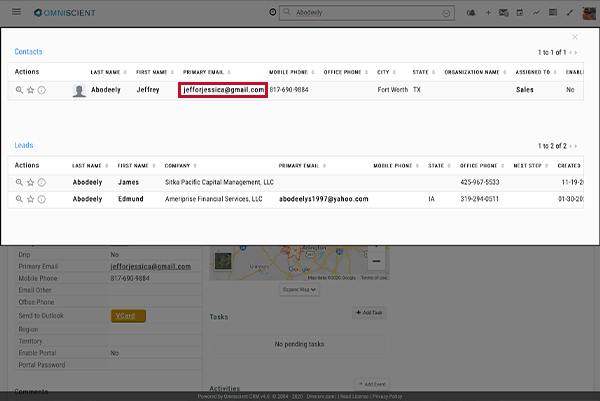 OMNISCIENT
Abodeely
Contacts
1 to 1 of 1
Actions LAST NAME FIRST NAME PRIMARY EMAIL MOBILE PHONE OFFICE PHONE CITY STATE ORGANIZATION NAME ASSIGNED TO ENABL
Abodeely Jeffrey jefforjessica@gmail.com 817-690-9884 Fort Worth TX Sales No
Leads
1 to 2 of 2
Actions LAST NAME FIRST NAME COMPANY PRIMARY EMAIL MOBILE PHONE STATE OFFICE PHONE NEXT STEP CREATED
Abodeely James Sitka Pacific Capital Management, LLC 425-967-5533 11-19-2
Abodeely Edmund Ameriprise Financial Services, LLC abodeelys1997@yahoo.com IA 319-294-0511 01-30-20
Drip No
Primary Email jefforjessica@gmail.com
Mobile Phone 817-690-9884
Email Other
Office Phone
Send to Outlook VCard
Region
Territory
Enable Portal No
Portal Password
Comments
Arlington
Google
Map data ©2020 Google Terms of Use
Expand Map
Tasks
+ Add Task
No pending tasks
Activities
+ Add Event
Powered by Omniscient CRM v4.0 © 2004 - 2020 | Read License | Privacy Policy